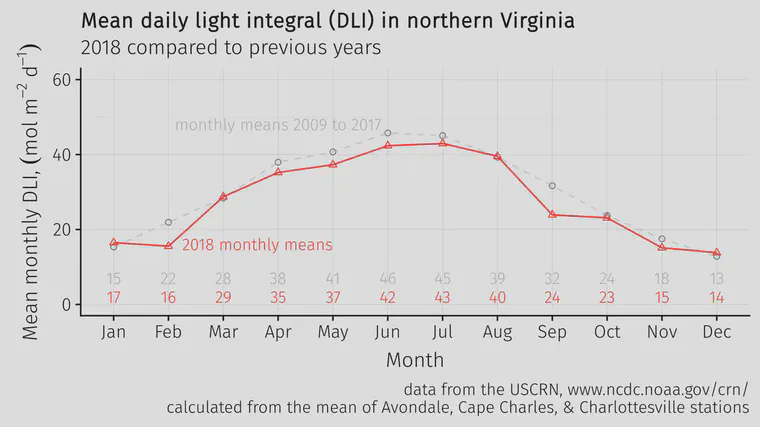 Mean daily light integral (DLI) in northern Virginia
2018 compared to previous years
Mean monthly DLI, (mol m⁻² d⁻¹)
60
40
20
0
monthly means 2009 to 2017
2018 monthly means
15 22 28 38 41 46 45 39 32 24 18 13
17 16 29 35 37 42 43 40 24 23 15 14
Jan Feb Mar Apr May Jun Jul Aug Sep Oct Nov Dec
Month
data from the USCRN, www.ncdc.noaa.gov/crn/
calculated from the mean of Avondale, Cape Charles, & Charlottesville stations